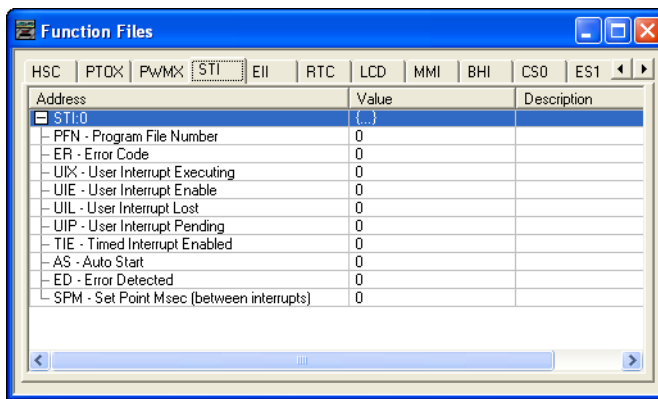 Function Files
HSC PTOX PWMX STI EII RTC LCD MMI BHI CS0 ES1
Address Value Description
STI:0 {...}
PFN - Program File Number 0
ER - Error Code 0
UIX - User Interrupt Executing 0
UIE - User Interrupt Enable 0
UIL - User Interrupt Lost 0
UIP - User Interrupt Pending 0
TIE - Timed Interrupt Enabled 0
AS - Auto Start 0
ED - Error Detected 0
SPM - Set Point Msec (between interrupts) 0